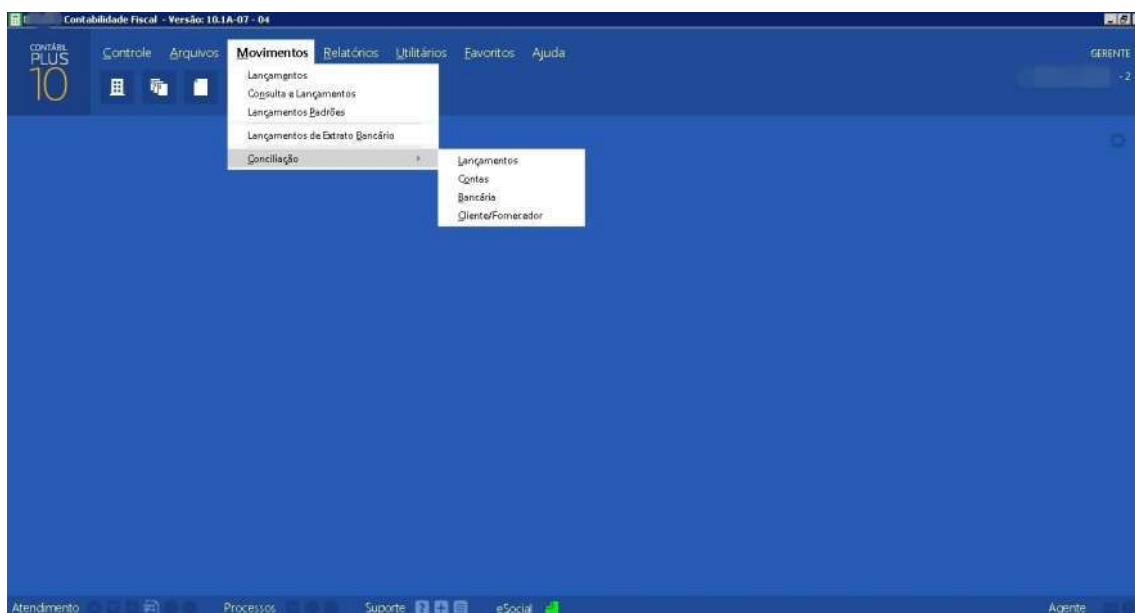 Contabilidade Fiscal - Versão: 10.1A-07 - 04
CONTÁBIL
PLUS
10
Controle Arquivos Movimentos Relatórios Utilitários Favoritos Ajuda
GERENTE
- 2
Lançamentos
Consulta e Lançamentos
Lançamentos Padrões
Lançamentos de Extrato Bancário
Conciliação
Lançamentos
Contas
Bancária
Cliente/Fornecedor
Atendimento Processos Suporte eSocial Agente